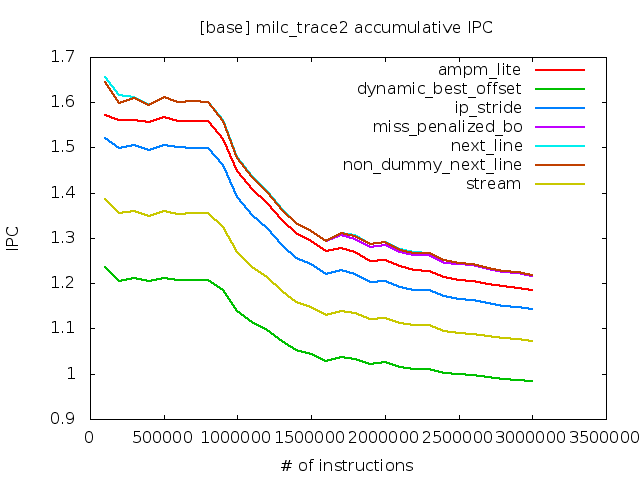 [base] milc_trace2 accumulative IPC
1.7
1.6
1.5
1.4
1.3
1.2
1.1
1
0.9
IPC
ampm_lite
dynamic_best_offset
ip_stride
miss_penalized_bo
next_line
non_dummy_next_line
stream
0 500000 1000000 1500000 2000000 2500000 3000000 3500000
# of instructions